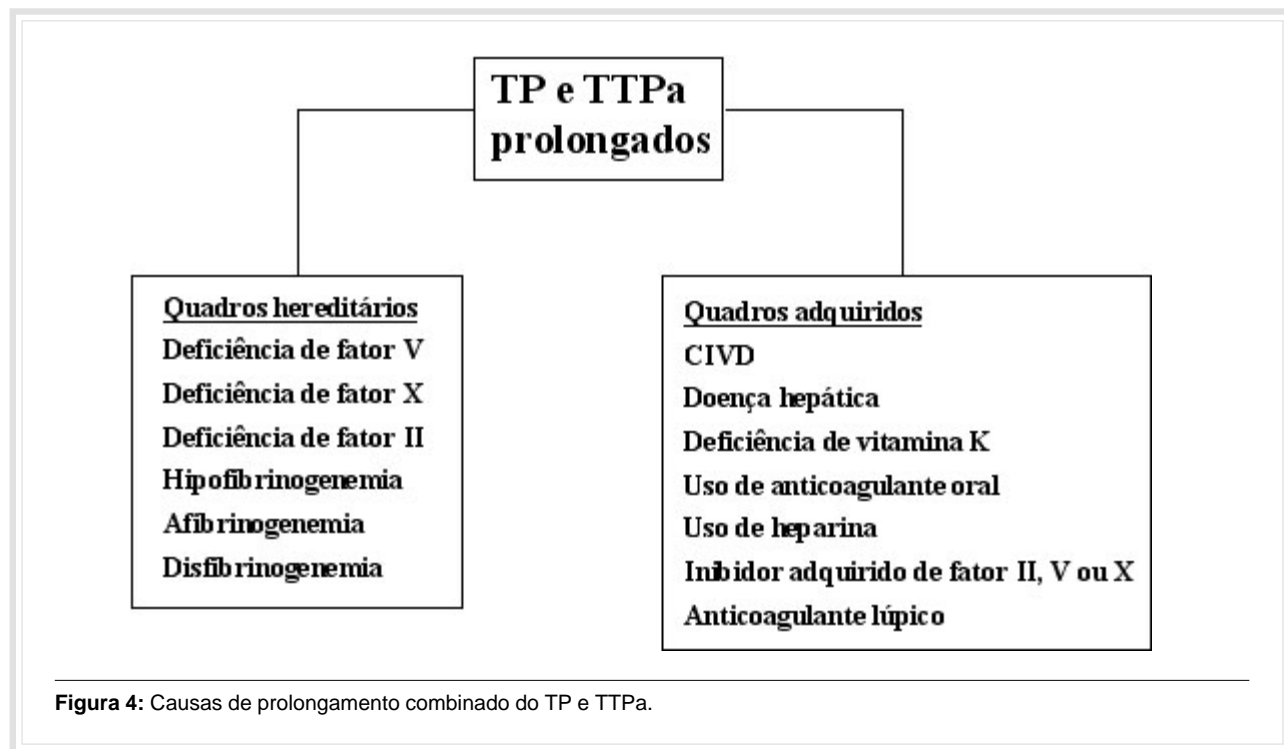 TP e TTPa
prolongados
Quadros hereditários
Deficiência de fator V
Deficiência de fator X
Deficiência de fator II
Hipofibrinogenemia
Afibrinogenemia
Disfibrinogenemia
Quadros adquiridos
CIVD
Doença hepática
Deficiência de vitamina K
Uso de anticoagulante oral
Uso de heparina
Inibidor adquirido de fator II, V ou X
Anticoagulante lúpico
Figura 4: Causas de prolongamento combinado do TP e TTPa.